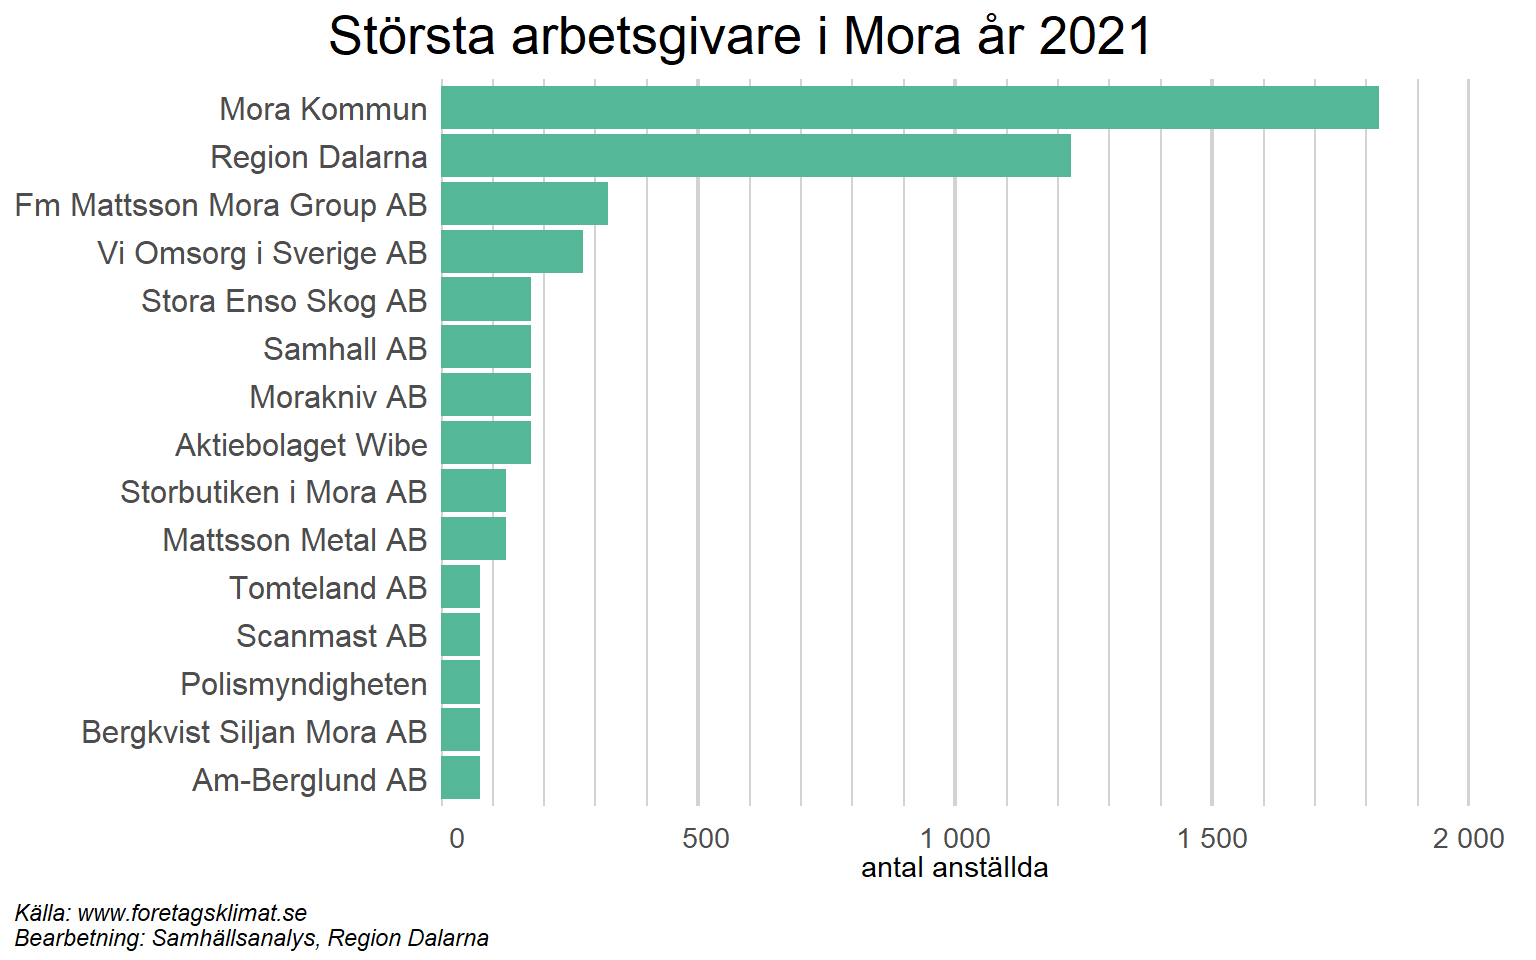 Största arbetsgivare i Mora år 2021
Mora Kommun
Region Dalarna
Fm Mattsson Mora Group AB
Vi Omsorg i Sverige AB
Stora Enso Skog AB
Samhall AB
Morakniv AB
Aktiebolaget Wibe
Storbutiken i Mora AB
Mattsson Metal AB
Tomteland AB
Scanmast AB
Polismyndigheten
Bergkvist Siljan Mora AB
Am-Berglund AB
0 500 1 000 1 500 2 000
antal anställda
Källa: www.foretagsklimat.se
Bearbetning: Samhällsanalys, Region Dalarna